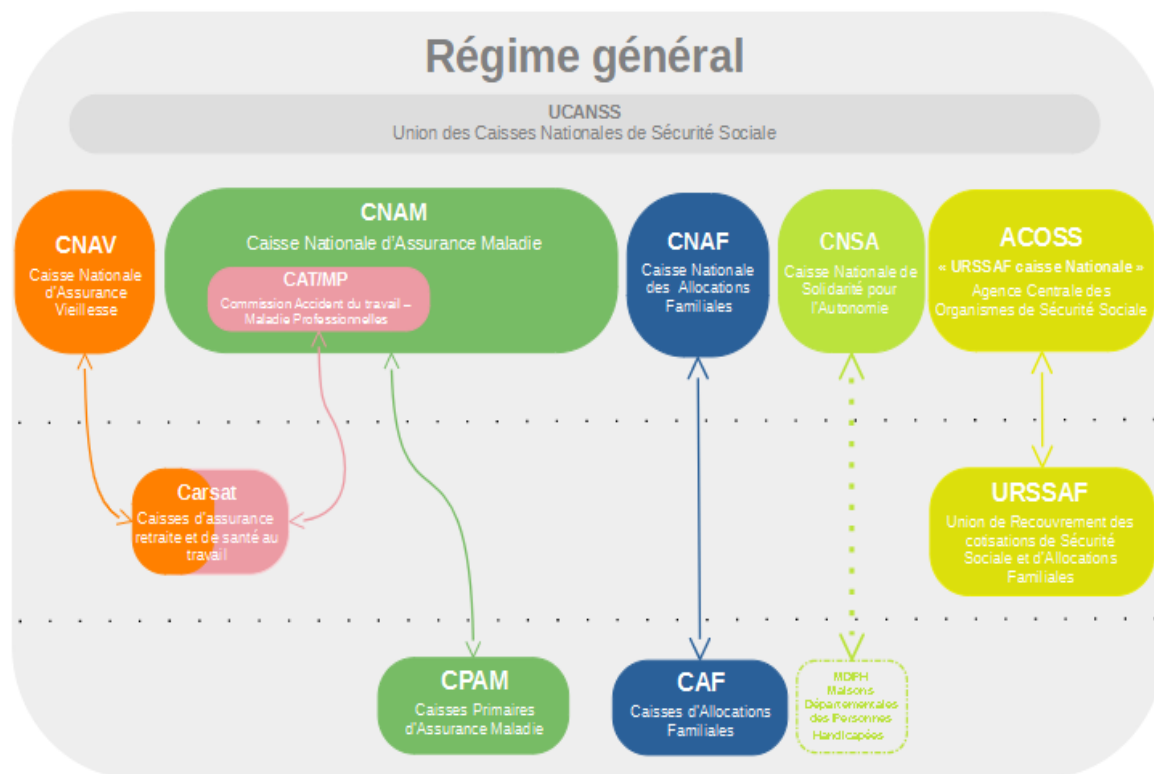 Régime général
UCANSS
Union des Caisses Nationales de Sécurité Sociale
CNAV
Caisse Nationale
d'Assurance
Vieillesse
CNAM
Caisse Nationale d'Assurance Maladie
CAT/MP
Commission Accident du travail –
Maladie Professionnelles
CNAF
Caisse Nationale
des Allocations
Familiales
CNSA
Caisse Nationale de
Solidarité pour
l'Autonomie
ACOSS
« URSSAF caisse Nationale »
Agence Centrale des
Organismes de Sécurité Sociale
Carsat
Caisses d'assurance
retraite et de santé au
travail
URSSAF
Union de Recouvrement des
cotisations de Sécurité
Sociale et d'Allocations
Familiales
CPAM
Caisses Primaires
d'Assurance Maladie
CAF
Caisses d'Allocations
Familiales
MDPH
Maisons
Départementales
des Personnes
Handicapées